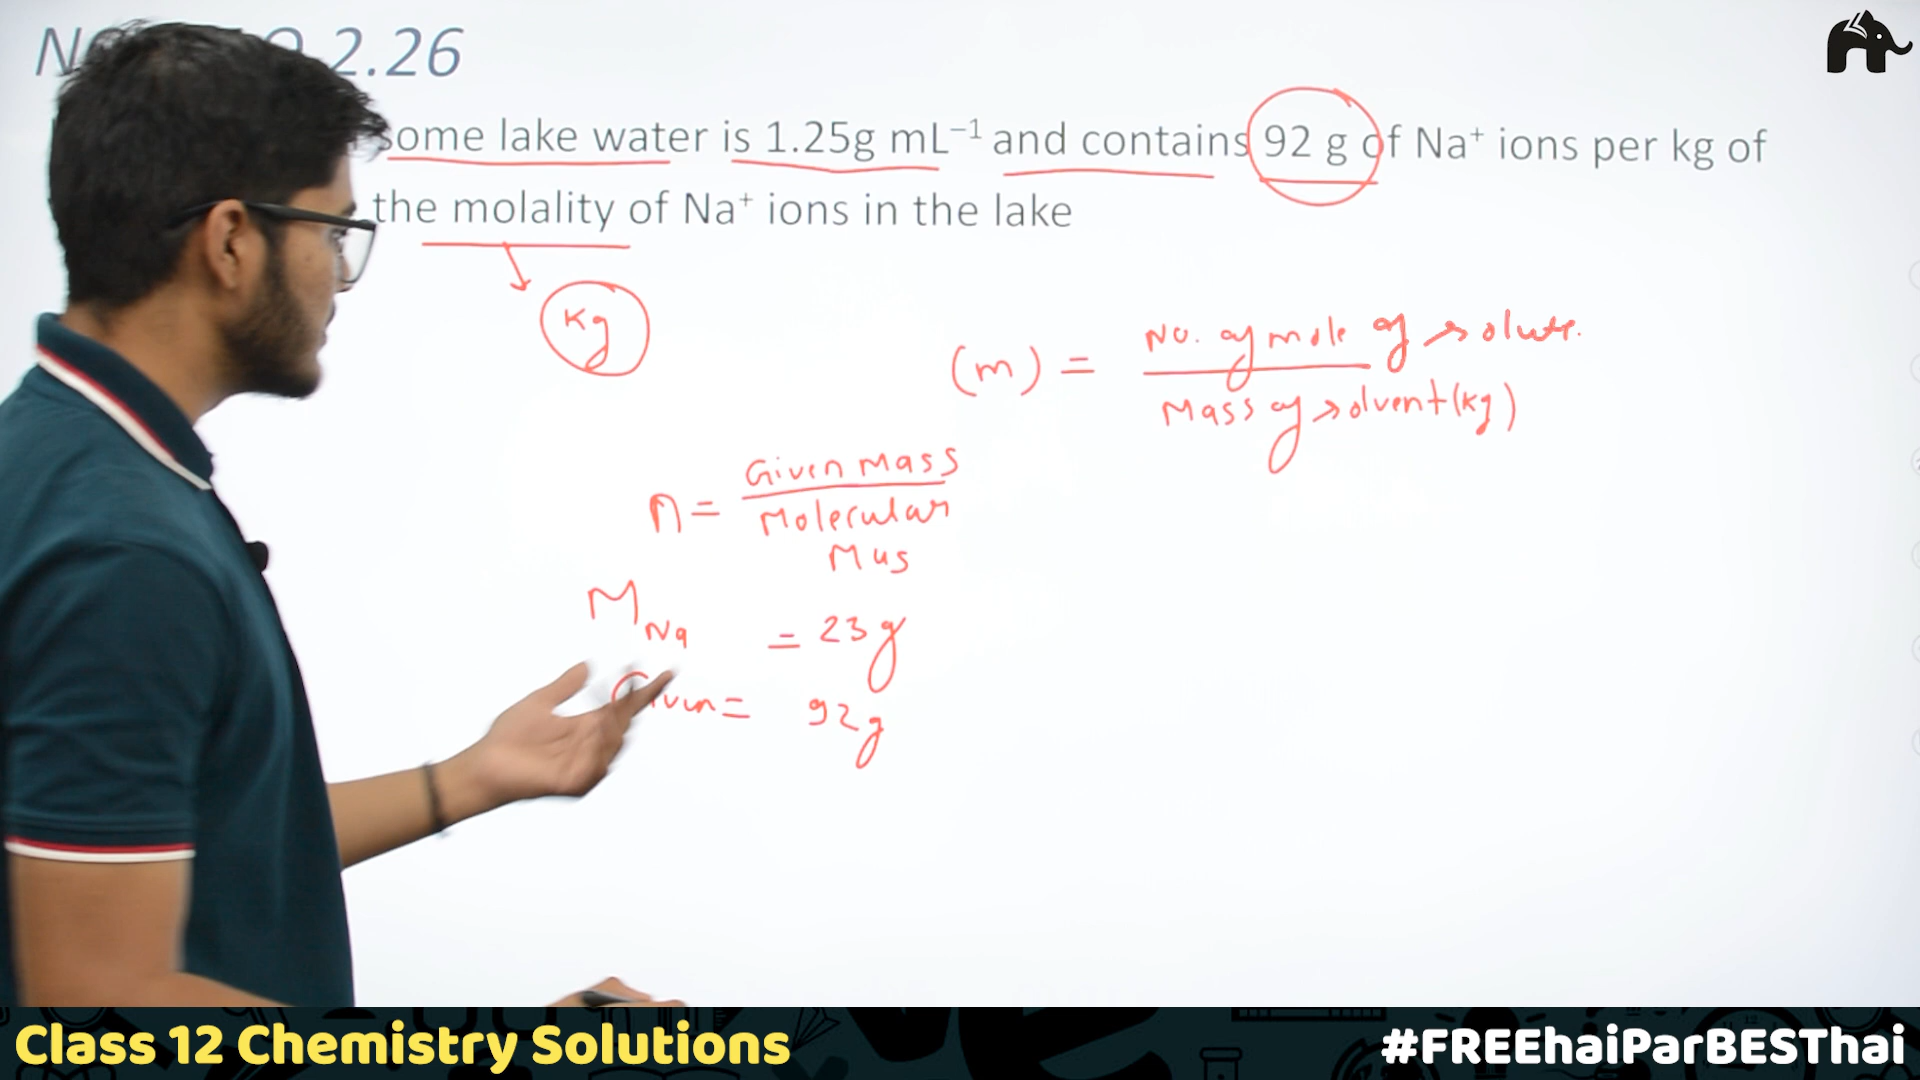 2.26
some lake water is 1.25g mL⁻¹ and contains 92 g of Na⁺ ions per kg of
the molality of Na⁺ ions in the lake
Kg
(m) = No. of mole of solute.
Mass of solvent (kg)
n = Given Mass
Molecular
Mus
M Na = 23g
Given = 92g
Class 12 Chemistry Solutions
#FREEhaiParBESThai